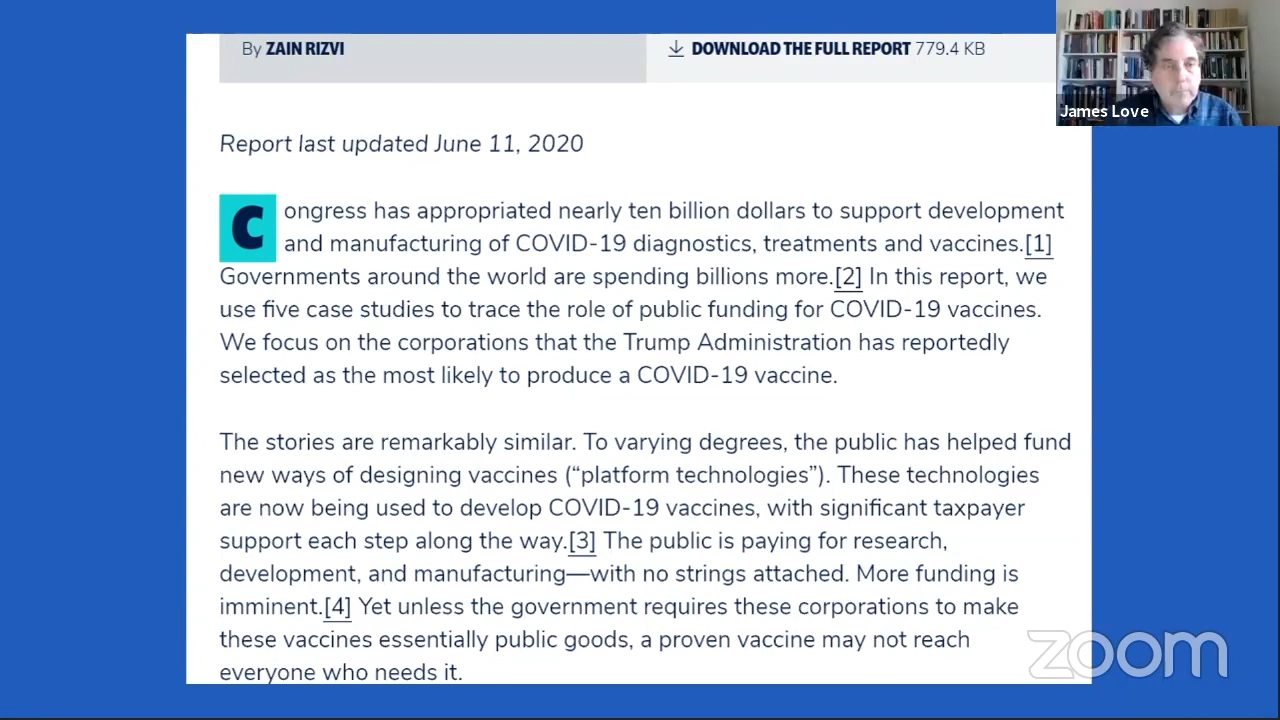 By ZAIN RIZVI
DOWNLOAD THE FULL REPORT 779.4 KB
James Love
Report last updated June 11, 2020
Congress has appropriated nearly ten billion dollars to support development
and manufacturing of COVID-19 diagnostics, treatments and vaccines.[1]
Governments around the world are spending billions more.[2] In this report, we
use five case studies to trace the role of public funding for COVID-19 vaccines.
We focus on the corporations that the Trump Administration has reportedly
selected as the most likely to produce a COVID-19 vaccine.
The stories are remarkably similar. To varying degrees, the public has helped fund
new ways of designing vaccines (“platform technologies”). These technologies
are now being used to develop COVID-19 vaccines, with significant taxpayer
support each step along the way.[3] The public is paying for research,
development, and manufacturing—with no strings attached. More funding is
imminent.[4] Yet unless the government requires these corporations to make
these vaccines essentially public goods, a proven vaccine may not reach
everyone who needs it.
zoom